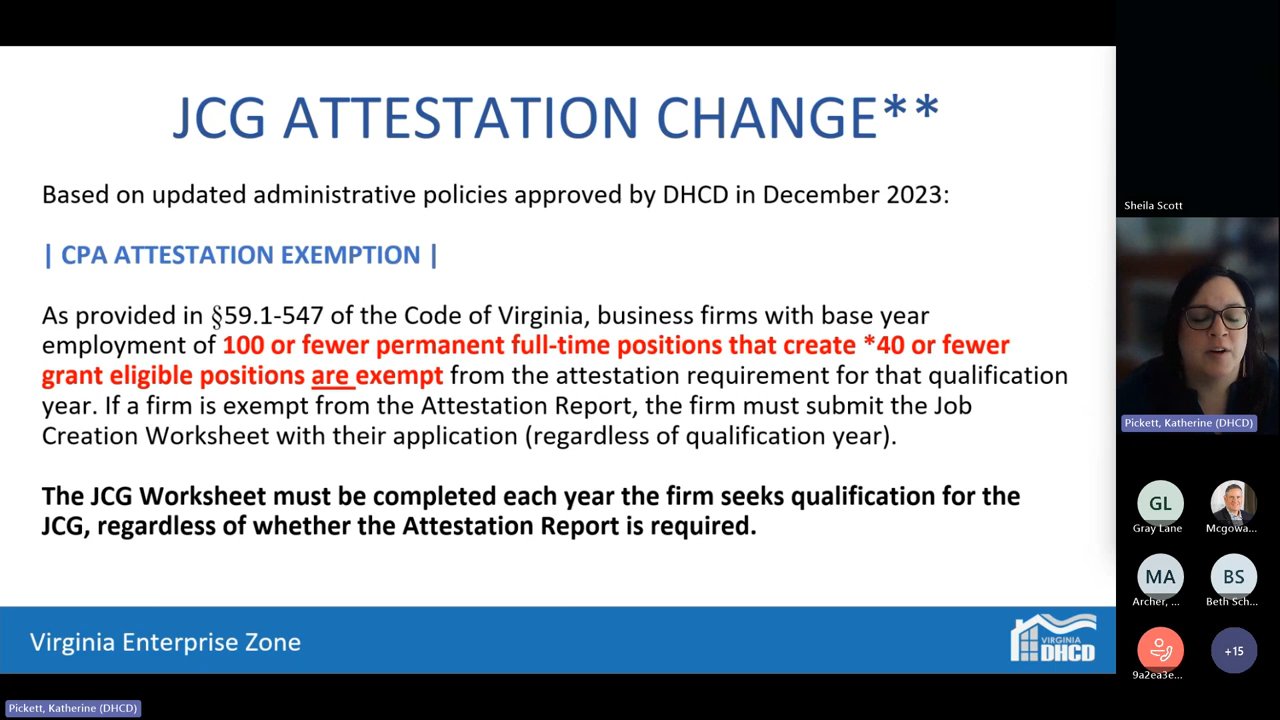 JCG ATTESTATION CHANGE**
Based on updated administrative policies approved by DHCD in December 2023:
| CPA ATTESTATION EXEMPTION |
As provided in §59.1-547 of the Code of Virginia, business firms with base year
employment of 100 or fewer permanent full-time positions that create *40 or fewer
grant eligible positions are exempt from the attestation requirement for that qualification
year. If a firm is exempt from the Attestation Report, the firm must submit the Job
Creation Worksheet with their application (regardless of qualification year).
The JCG Worksheet must be completed each year the firm seeks qualification for the
JCG, regardless of whether the Attestation Report is required.
Virginia Enterprise Zone
VIRGINIA
DHCD
Pickett, Katherine (DHCD)
Sheila Scott
Pickett, Katherine (DHCD)
GL
Gray Lane
Mcgowa...
MA
Archer, ...
BS
Beth Sch...
9a2ea3e...
+15